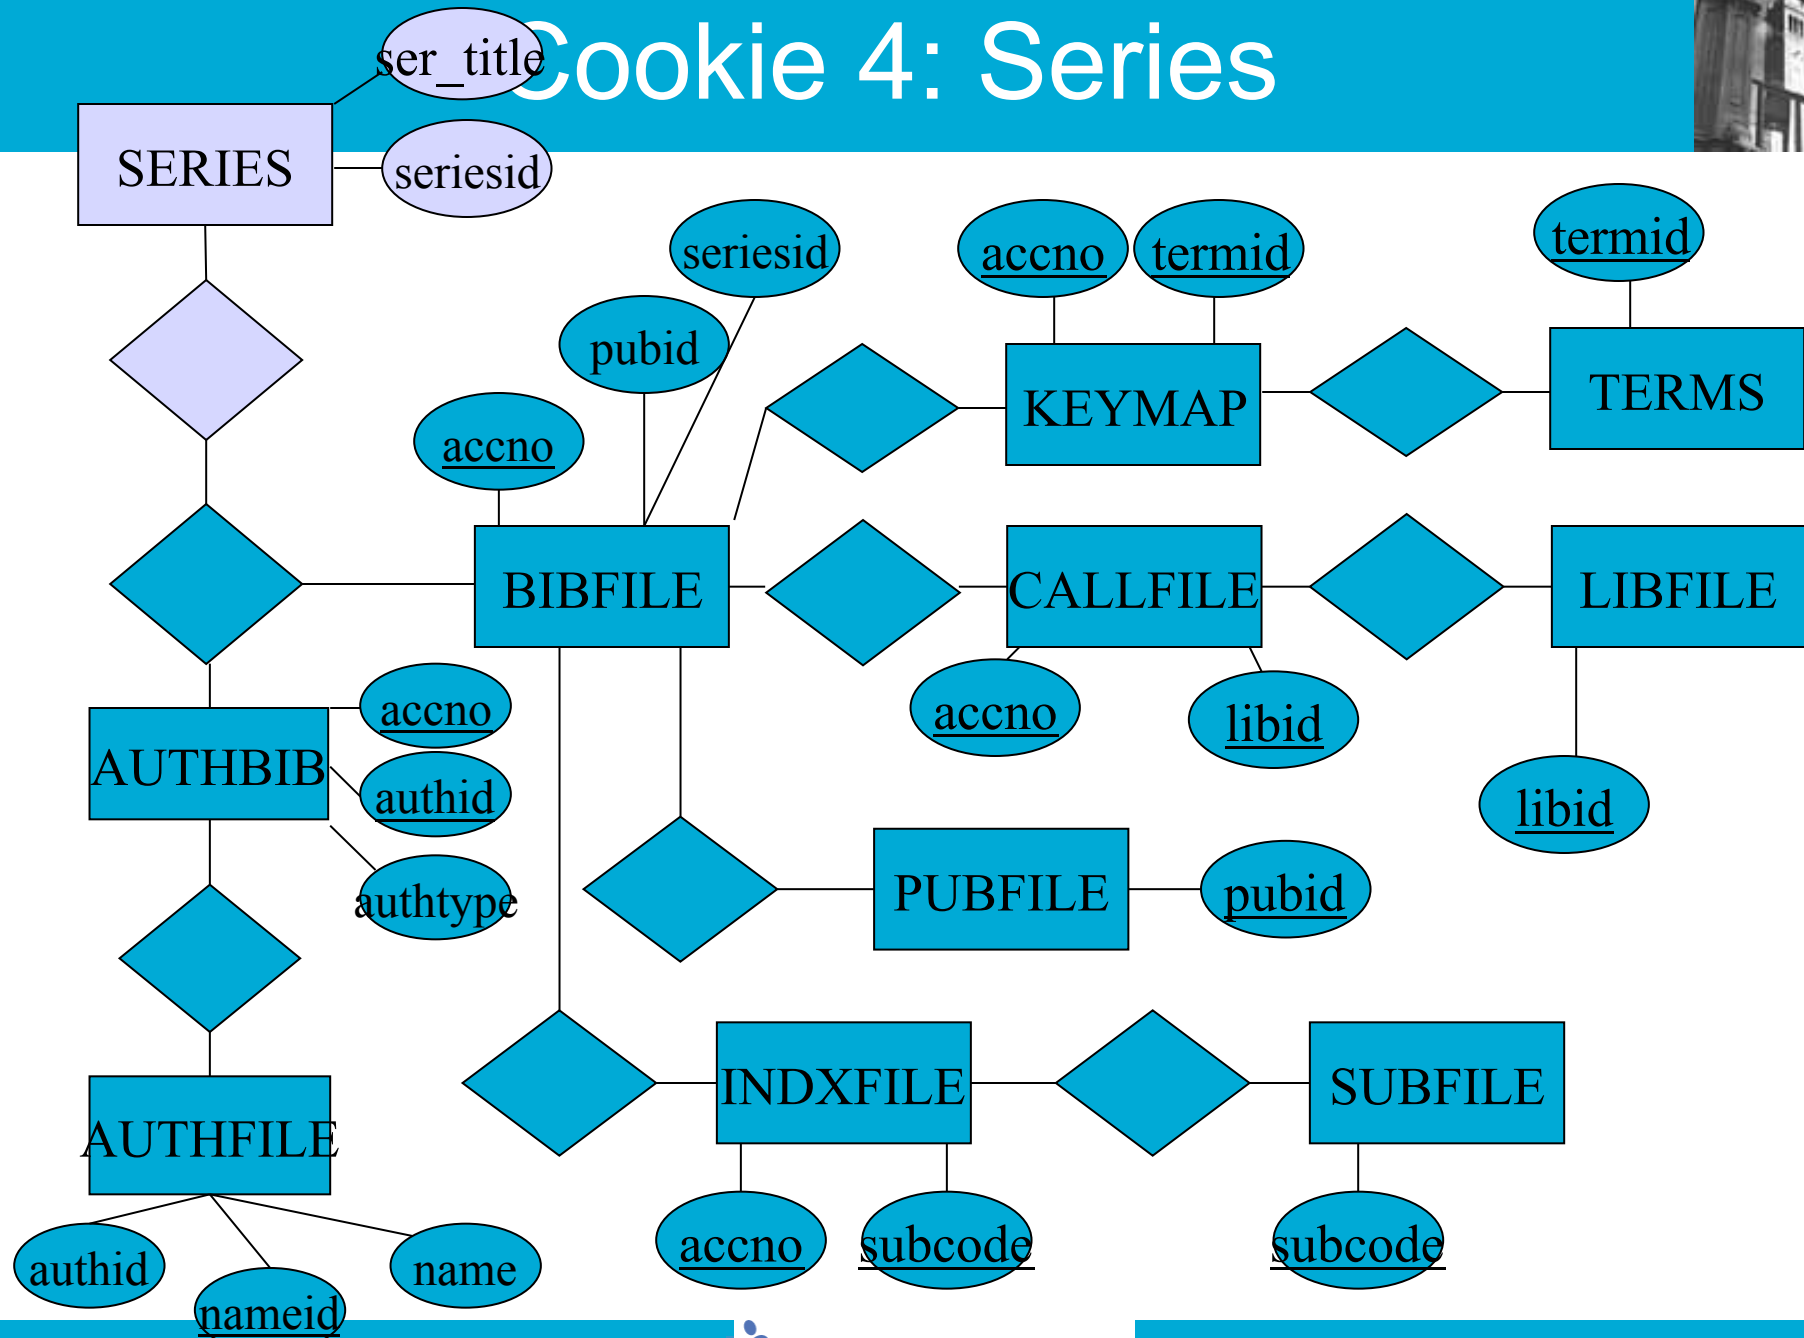 Cookie 4: Series
ser_title
SERIES
seriesid
seriesid
accno
termid
termid
pubid
accno
KEYMAP
TERMS
BIBFILE
CALLFILE
LIBFILE
accno
accno
libid
AUTHBIB
authid
libid
authtype
PUBFILE
pubid
INDXFILE
SUBFILE
AUTHFILE
accno
subcode
subcode
authid
name
nameid